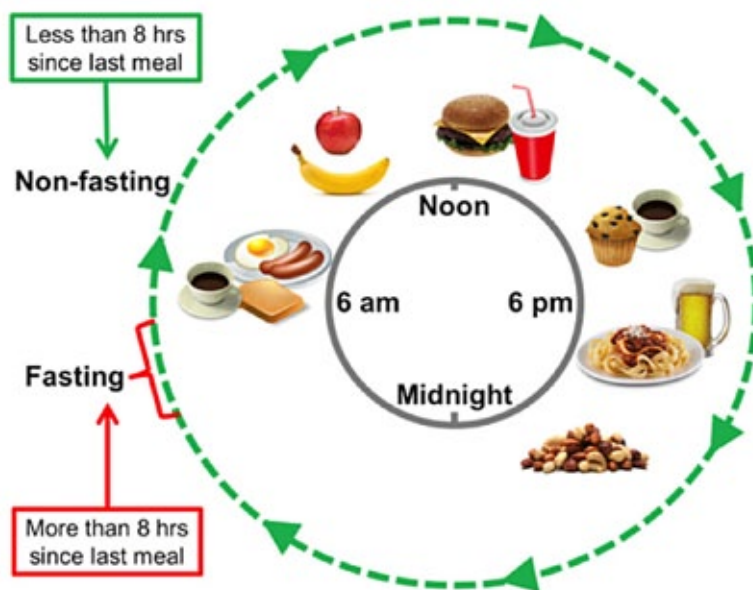 Less than 8 hrs
since last meal
Non-fasting
Noon
6 am
6 pm
Fasting
Midnight
More than 8 hrs
since last meal